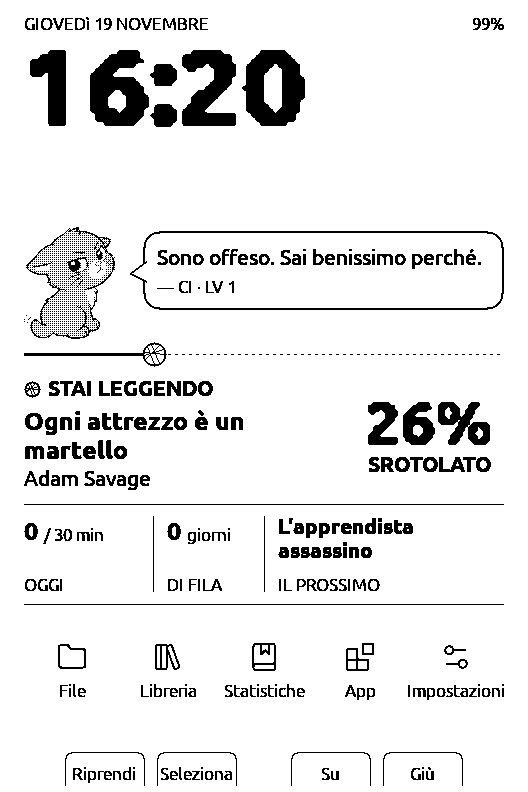 GIOVEDì 19 NOVEMBRE 99%
16:20
Sono offeso. Sai benissimo perché.
— CI · LV 1
STAI LEGGENDO
Ogni attrezzo è un
martello
Adam Savage
26%
SROTOLATO
0 / 30 min
OGGI
0 giorni
DI FILA
L'apprendista
assassino
IL PROSSIMO
File Libreria Statistiche App Impostazioni
Riprendi Seleziona Su Giù